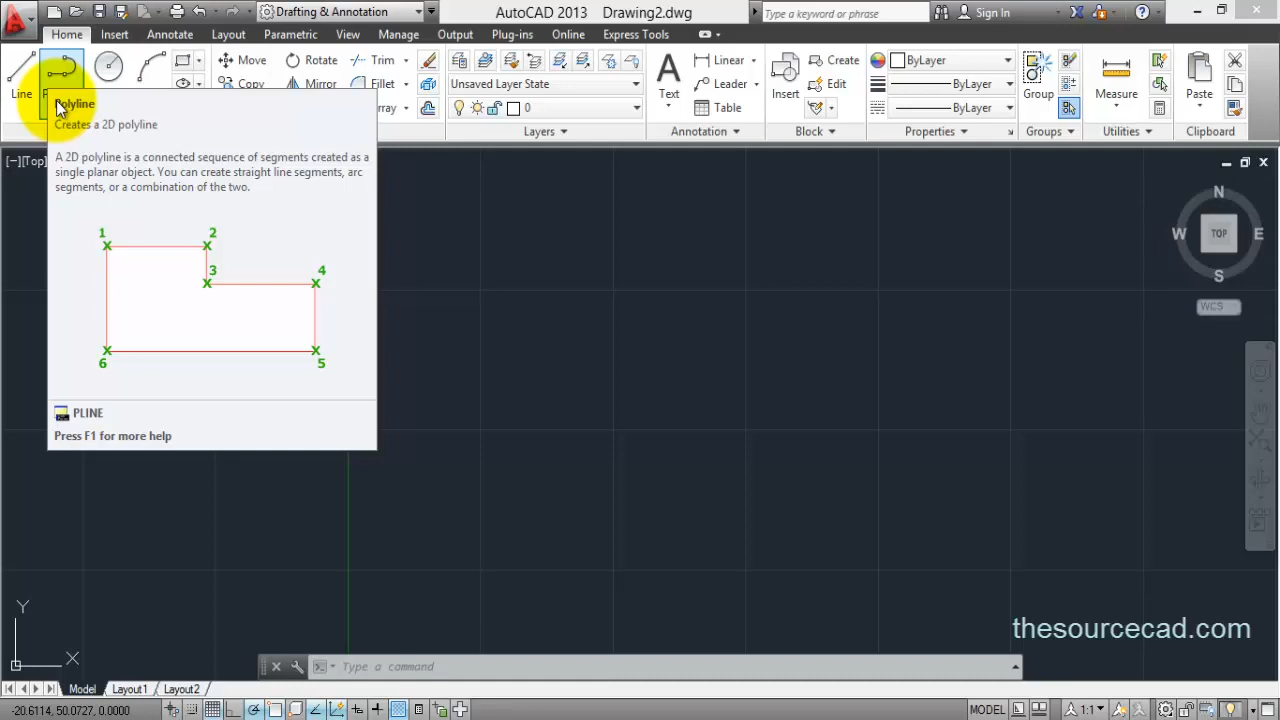 Drafting & Annotation
AutoCAD 2013 Drawing2.dwg
Type a keyword or phrase
Sign In
Home Insert Annotate Layout Parametric View Manage Output Plug-ins Online Express Tools
Line
Move Rotate Trim
Copy Mirror Fillet
Unsaved Layer State
0
Layers
Text
Linear
Leader
Table
Annotation
Insert
Create
Edit
Block
ByLayer
ByLayer
ByLayer
Properties
Group
Groups
Measure
Utilities
Paste
Clipboard
[−][Top]
Polyline
Creates a 2D polyline
A 2D polyline is a connected sequence of segments created as a
single planar object. You can create straight line segments, arc
segments, or a combination of the two.
1 2
3 4
6 5
PLINE
Press F1 for more help
N
W TOP E
S
WCS
Y
X
thesourcecad.com
Type a command
Model Layout1 Layout2
-20.6114, 50.0727, 0.0000
MODEL
1:1